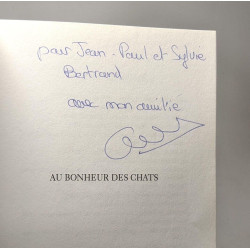 pour Jean-Paul et Sylvie
Bertrand
avec mon amitié
AU BONHEUR DES CHATS